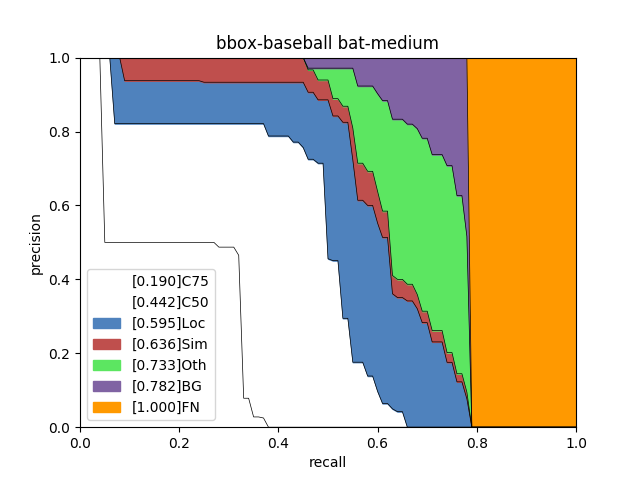 bbox-baseball bat-medium
1.0
0.8
0.6
0.4
0.2
0.0
precision
[0.190]C75
[0.442]C50
[0.595]Loc
[0.636]Sim
[0.733]Oth
[0.782]BG
[1.000]FN
0.0 0.2 0.4 0.6 0.8 1.0
recall